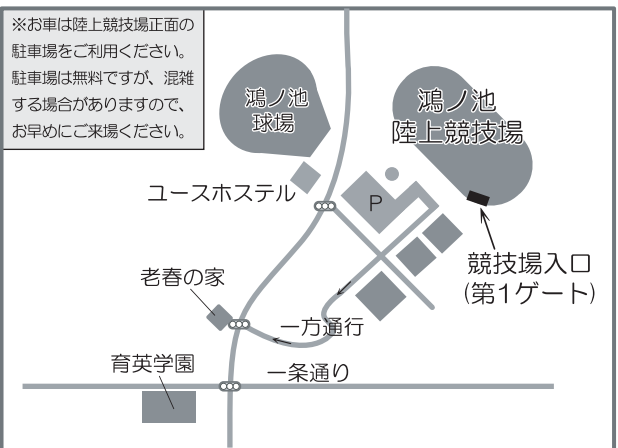 ※お車は陸上競技場正面の
駐車場をご利用ください。
駐車場は無料ですが、混雑
する場合がありますので、
お早めにご来場ください。
鴻ノ池
球場
鴻ノ池
陸上競技場
ユースホステル
P
競技場入口
(第1ゲート)
老春の家
一方通行
育英学園
一条通り